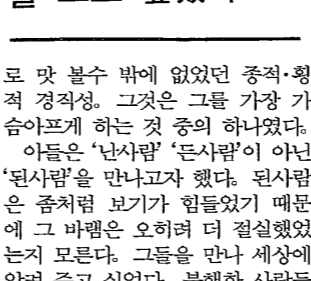 로 맛 볼수 밖에 없었던 종적·횡
적 경직성。 그것은 그를 가장 가
슴아프게 하는 것 중의 하나였다。
아들은 ‘난사람’ ‘든사람’이 아닌
‘된사람’을 만나고자 했다。 된사람
은 좀처럼 보기가 힘들었기 때문
에 그 바램은 오히려 더 절실했었
는지 모른다。 그들을 만나 세상에